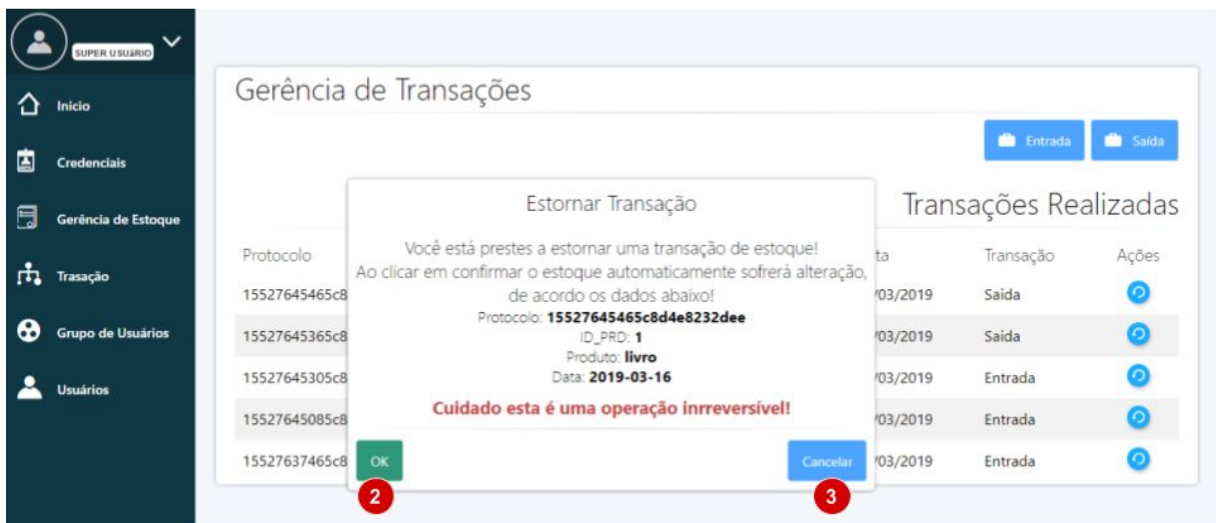 SUPER USUÁRIO
Inicio
Credenciais
Gerência de Estoque
Trasação
Grupo de Usuários
Usuários
Gerência de Transações
Entrada
Saída
Transações Realizadas
Protocolo
ta
Transação
Ações
15527645465c8
/03/2019
Saida
15527645365c8
/03/2019
Saida
15527645305c8
/03/2019
Entrada
15527645085c8
/03/2019
Entrada
15527637465c8
/03/2019
Entrada
Estornar Transação
Você está prestes a estornar uma transação de estoque!
Ao clicar em confirmar o estoque automaticamente sofrerá alteração,
de acordo os dados abaixo!
Protocolo: 15527645465c8d4e8232dee
ID_PRD: 1
Produto: livro
Data: 2019-03-16
Cuidado esta é uma operação inrreversível!
OK
Cancelar
2
3